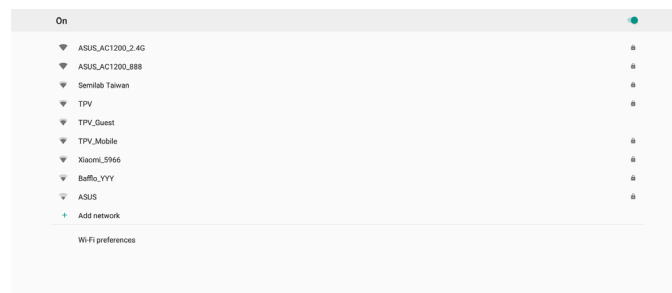 On
ASUS_AC1200_2.4G
ASUS_AC1200_888
Semilab Taiwan
TPV
TPV_Guest
TPV_Mobile
Xiaomi_5966
Bafflo_YYY
ASUS
+ Add network
Wi-Fi preferences